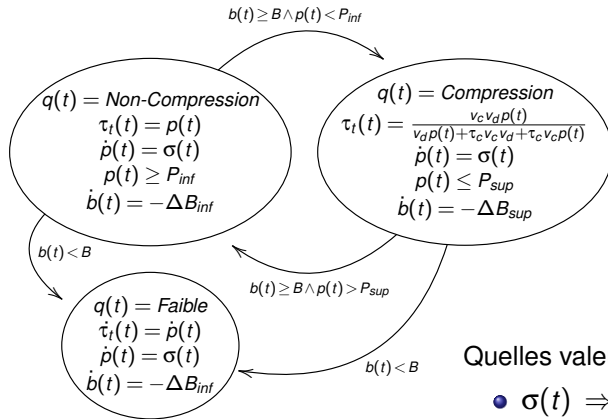 b(t) ≥ B ∧ p(t) < P_inf
q(t) = Non-Compression
τ_t(t) = p(t)
ṗ(t) = σ(t)
p(t) ≥ P_inf
ḃ(t) = −ΔB_inf
q(t) = Compression
τ_t(t) = v_c v_d p(t) / (v_d p(t)+τ_c v_c v_d+τ_c v_c p(t))
ṗ(t) = σ(t)
p(t) ≤ P_sup
ḃ(t) = −ΔB_sup
b(t) < B
b(t) ≥ B ∧ p(t) > P_sup
q(t) = Faible
τ̇_t(t) = ṗ(t)
ṗ(t) = σ(t)
ḃ(t) = −ΔB_inf
b(t) < B
Quelles vale
• σ(t) ⇒